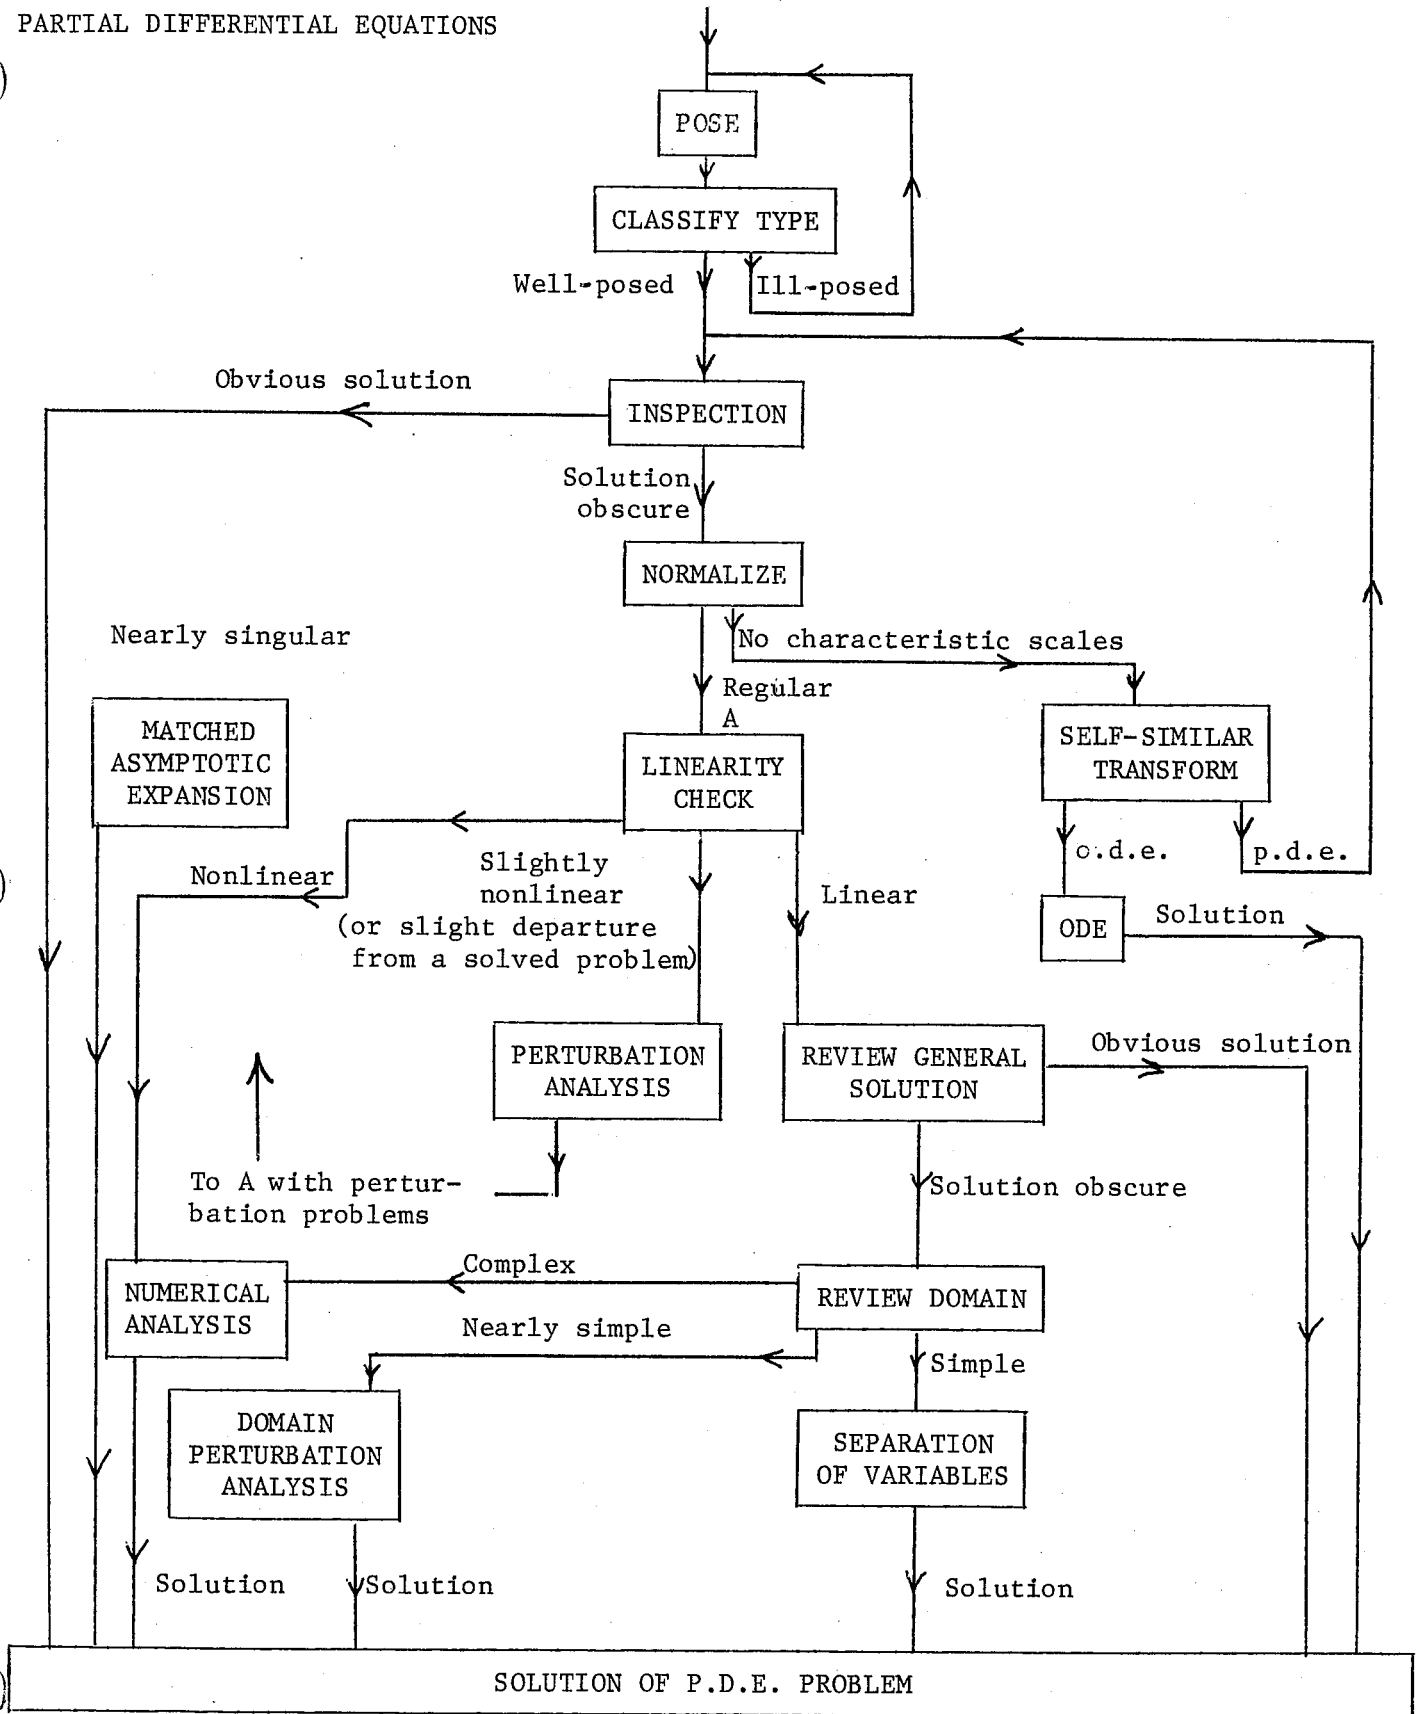 PARTIAL DIFFERENTIAL EQUATIONS
POSE
CLASSIFY TYPE
Well-posed
Ill-posed
Obvious solution
INSPECTION
Solution
obscure
NORMALIZE
Nearly singular
No characteristic scales
Regular
A
MATCHED
ASYMPTOTIC
EXPANSION
LINEARITY
CHECK
SELF-SIMILAR
TRANSFORM
Nonlinear
Slightly
nonlinear
(or slight departure
from a solved problem)
Linear
o.d.e.
p.d.e.
ODE
Solution
PERTURBATION
ANALYSIS
REVIEW GENERAL
SOLUTION
Obvious solution
To A with pertur-
bation problems
Solution obscure
NUMERICAL
ANALYSIS
Complex
REVIEW DOMAIN
Nearly simple
Simple
DOMAIN
PERTURBATION
ANALYSIS
SEPARATION
OF VARIABLES
Solution
Solution
Solution
SOLUTION OF P.D.E. PROBLEM